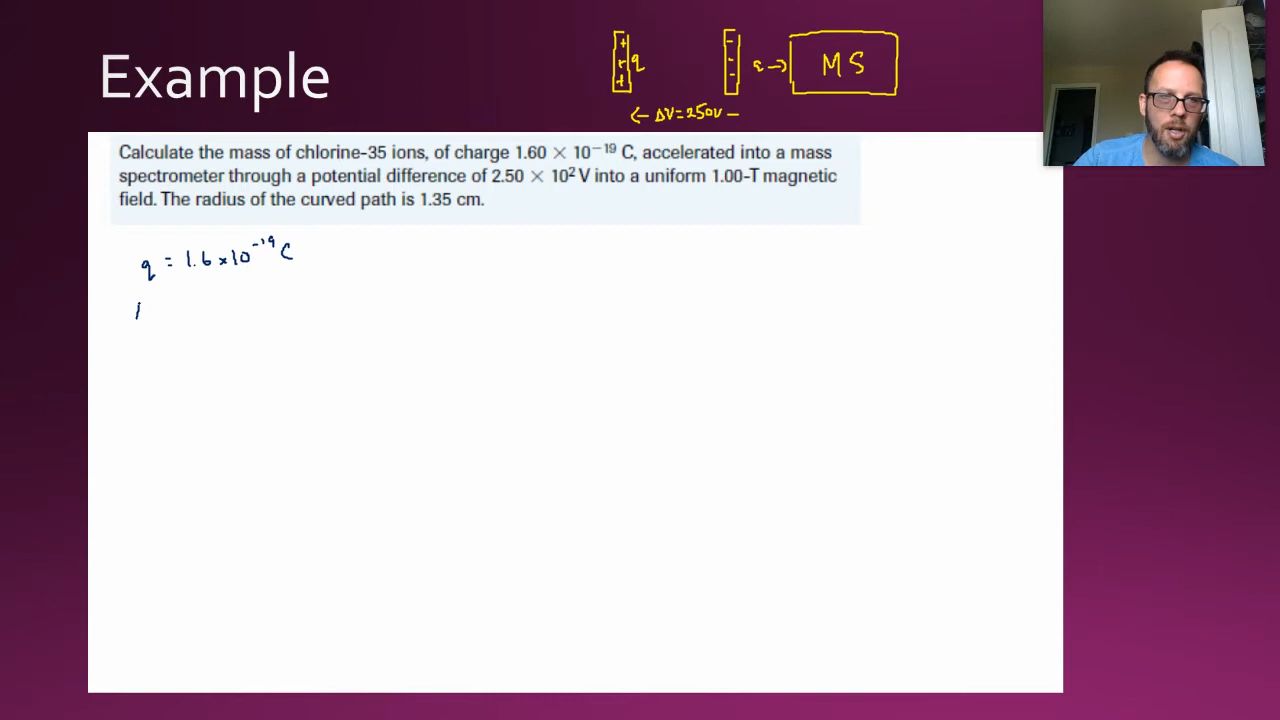 Example
+ + + q
- - -
q → MS
← ΔV = 250V -
Calculate the mass of chlorine-35 ions, of charge 1.60 × 10⁻¹⁹ C, accelerated into a mass
spectrometer through a potential difference of 2.50 × 10² V into a uniform 1.00-T magnetic
field. The radius of the curved path is 1.35 cm.
q = 1.6 × 10⁻¹⁹ C